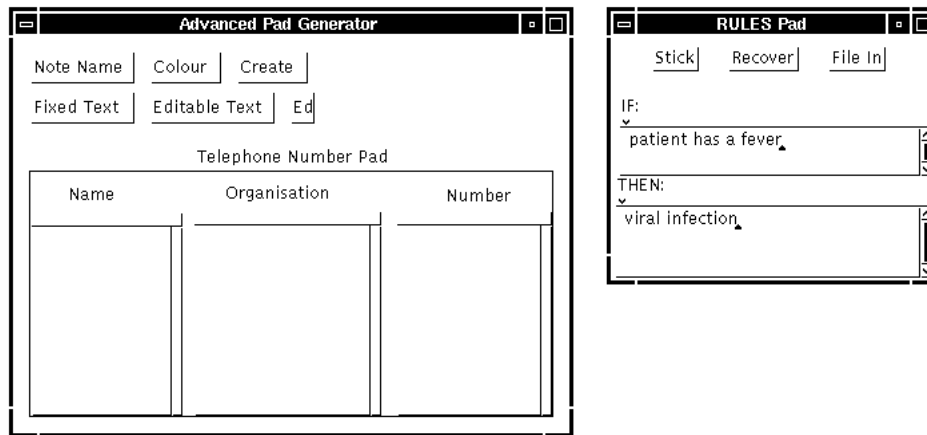 Advanced Pad Generator
Note Name Colour Create
Fixed Text Editable Text Ed
Telephone Number Pad
Name Organisation Number
RULES Pad
Stick Recover File In
IF:
patient has a fever
THEN:
viral infection